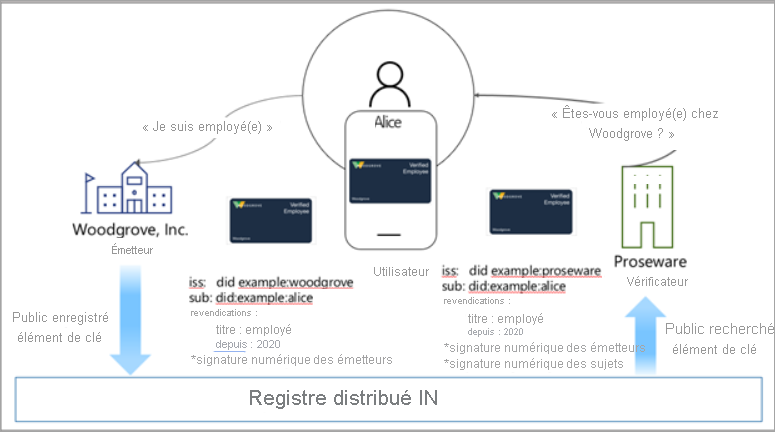 Alice
« Je suis employé(e) »
« Êtes-vous employé(e) chez
Woodgrove ? »
Verified
Employee
Woodgrove, Inc.
Émetteur
Verified
Employee
Woodgrove
Verified
Employee
Woodgrove
Utilisateur
Proseware
Vérificateur
iss: did example:woodgrove
sub: did:example:alice
revendications :
titre : employé
depuis : 2020
*signature numérique des émetteurs
iss: did example:proseware
sub: did:example:alice
revendications :
titre : employé
depuis : 2020
*signature numérique des émetteurs
*signature numérique des sujets
Public enregistré
élément de clé
Public recherché
élément de clé
Registre distribué IN